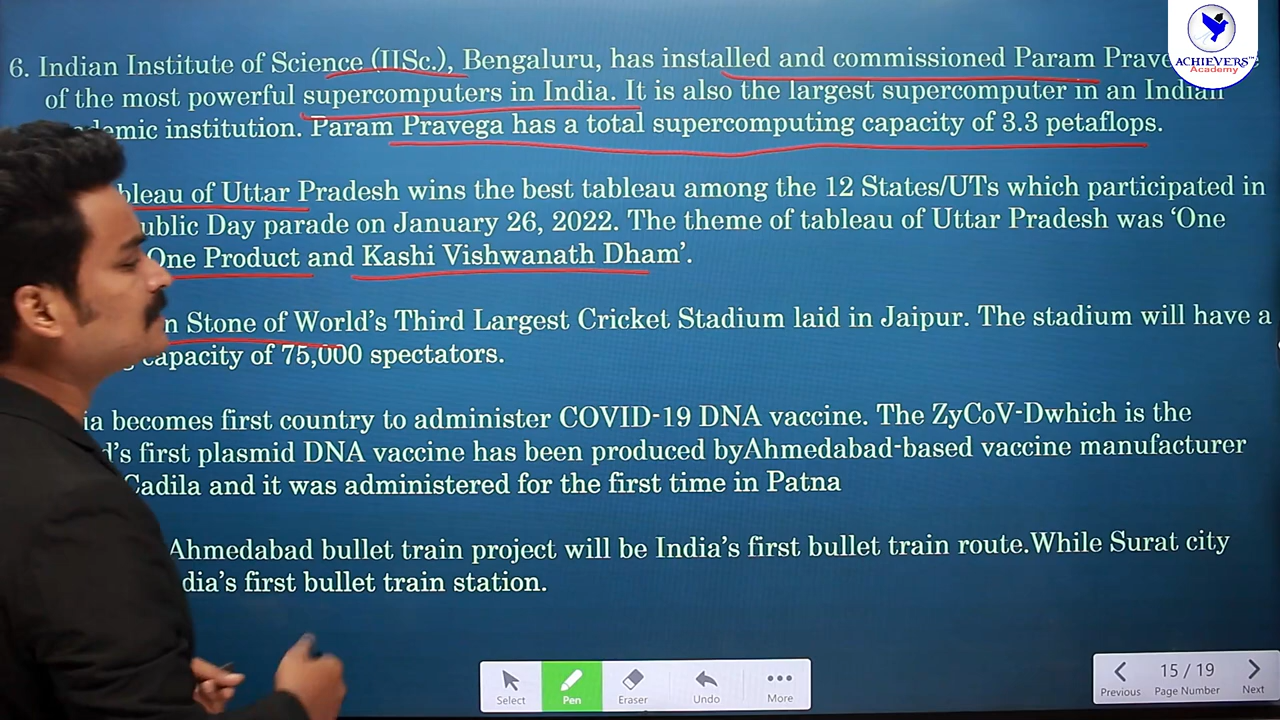 ACHIEVERS™
Academy
6. Indian Institute of Science (IISc.), Bengaluru, has installed and commissioned Param
of the most powerful supercomputers in India. It is also the largest supercomputer in an Indian
institution. Param Pravega has a total supercomputing capacity of 3.3 petaflops.
of Uttar Pradesh wins the best tableau among the 12 States/UTs which participated in
Day parade on January 26, 2022. The theme of tableau of Uttar Pradesh was ‘One
One Product and Kashi Vishwanath Dham’.
Stone of World’s Third Largest Cricket Stadium laid in Jaipur. The stadium will have a
capacity of 75,000 spectators.
becomes first country to administer COVID-19 DNA vaccine. The ZyCoV-Dwhich is the
first plasmid DNA vaccine has been produced byAhmedabad-based vaccine manufacturer
Cadila and it was administered for the first time in Patna
Ahmedabad bullet train project will be India’s first bullet train route.While Surat city
first bullet train station.
Select Pen Eraser Undo More
15 / 19
Previous Page Number Next